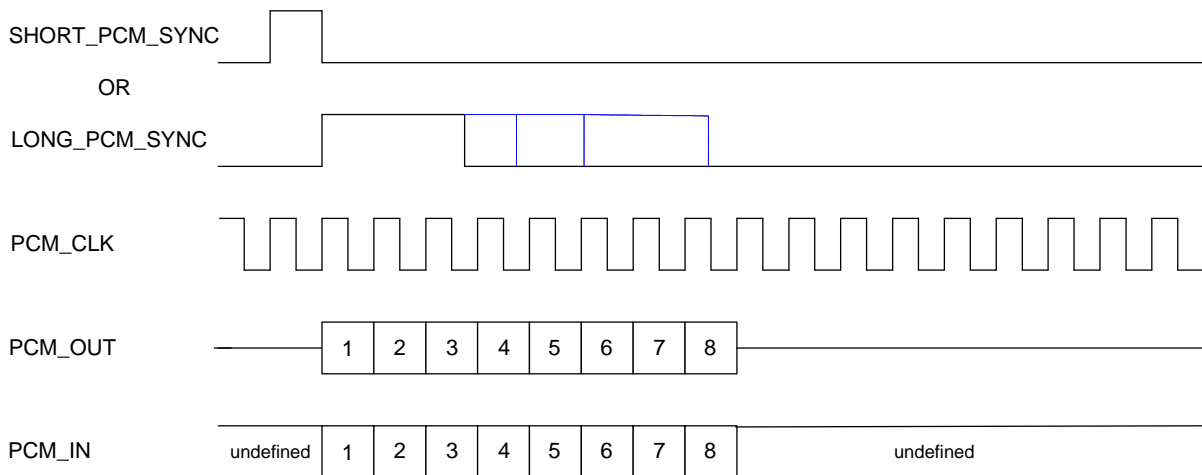 SHORT_PCM_SYNC
OR
LONG_PCM_SYNC
PCM_CLK
PCM_OUT 1 2 3 4 5 6 7 8
PCM_IN undefined 1 2 3 4 5 6 7 8 undefined